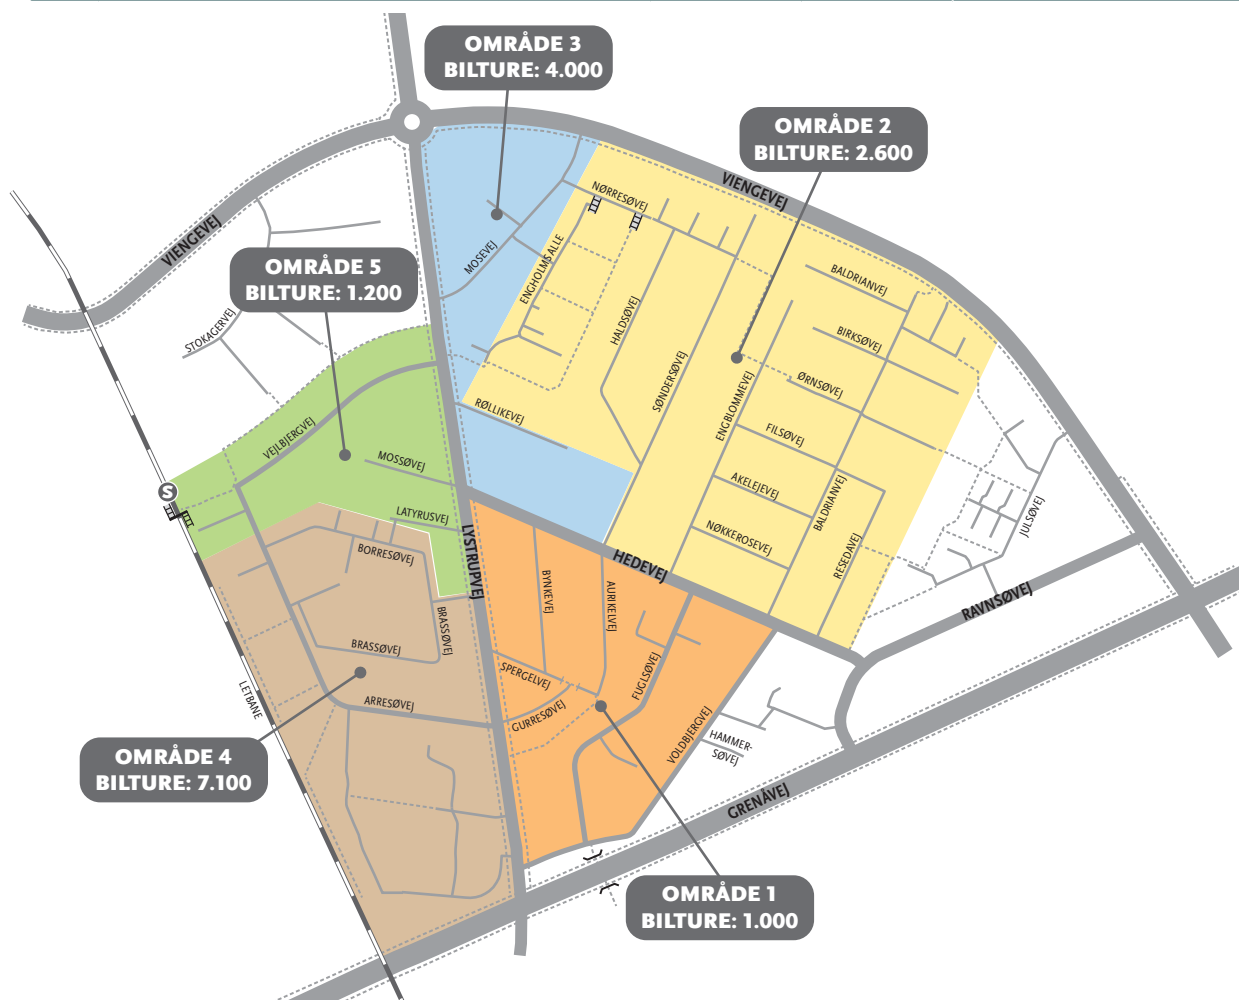 OMRÅDE 3
BILTURE: 4.000
OMRÅDE 2
BILTURE: 2.600
VIENGEVEJ
NØRRESØVEJ
VIENGEVEJ
MOSEVEJ
ENGHOLMS ALLE
BALDRIANVEJ
OMRÅDE 5
BILTURE: 1.200
STOKAGERVEJ
HALDSØVEJ
BIRKSØVEJ
SØNDERSØVEJ
ENGBLOMMEVEJ
ØRNSØVEJ
RØLLIKEVEJ
VEJLBJERGVEJ
FILSØVEJ
MOSSØVEJ
S
AKELEJEVEJ
BALDRIANVEJ
LATYRUSVEJ
LYSTRUPVEJ
NØKKEROSEVEJ
RESEDAVEJ
JULSØVEJ
BORRESØVEJ
HEDEVEJ
BYNKEVEJ
AURIKELVEJ
RAVNSØVEJ
BRASSØVEJ
BRASSØVEJ
SPERGELVEJ
FUGLSØVEJ
LETBANE
ARRESØVEJ
GURRESØVEJ
VOLDBJERGVEJ
HAMMER-
SØVEJ
OMRÅDE 4
BILTURE: 7.100
GRENÅVEJ
OMRÅDE 1
BILTURE: 1.000